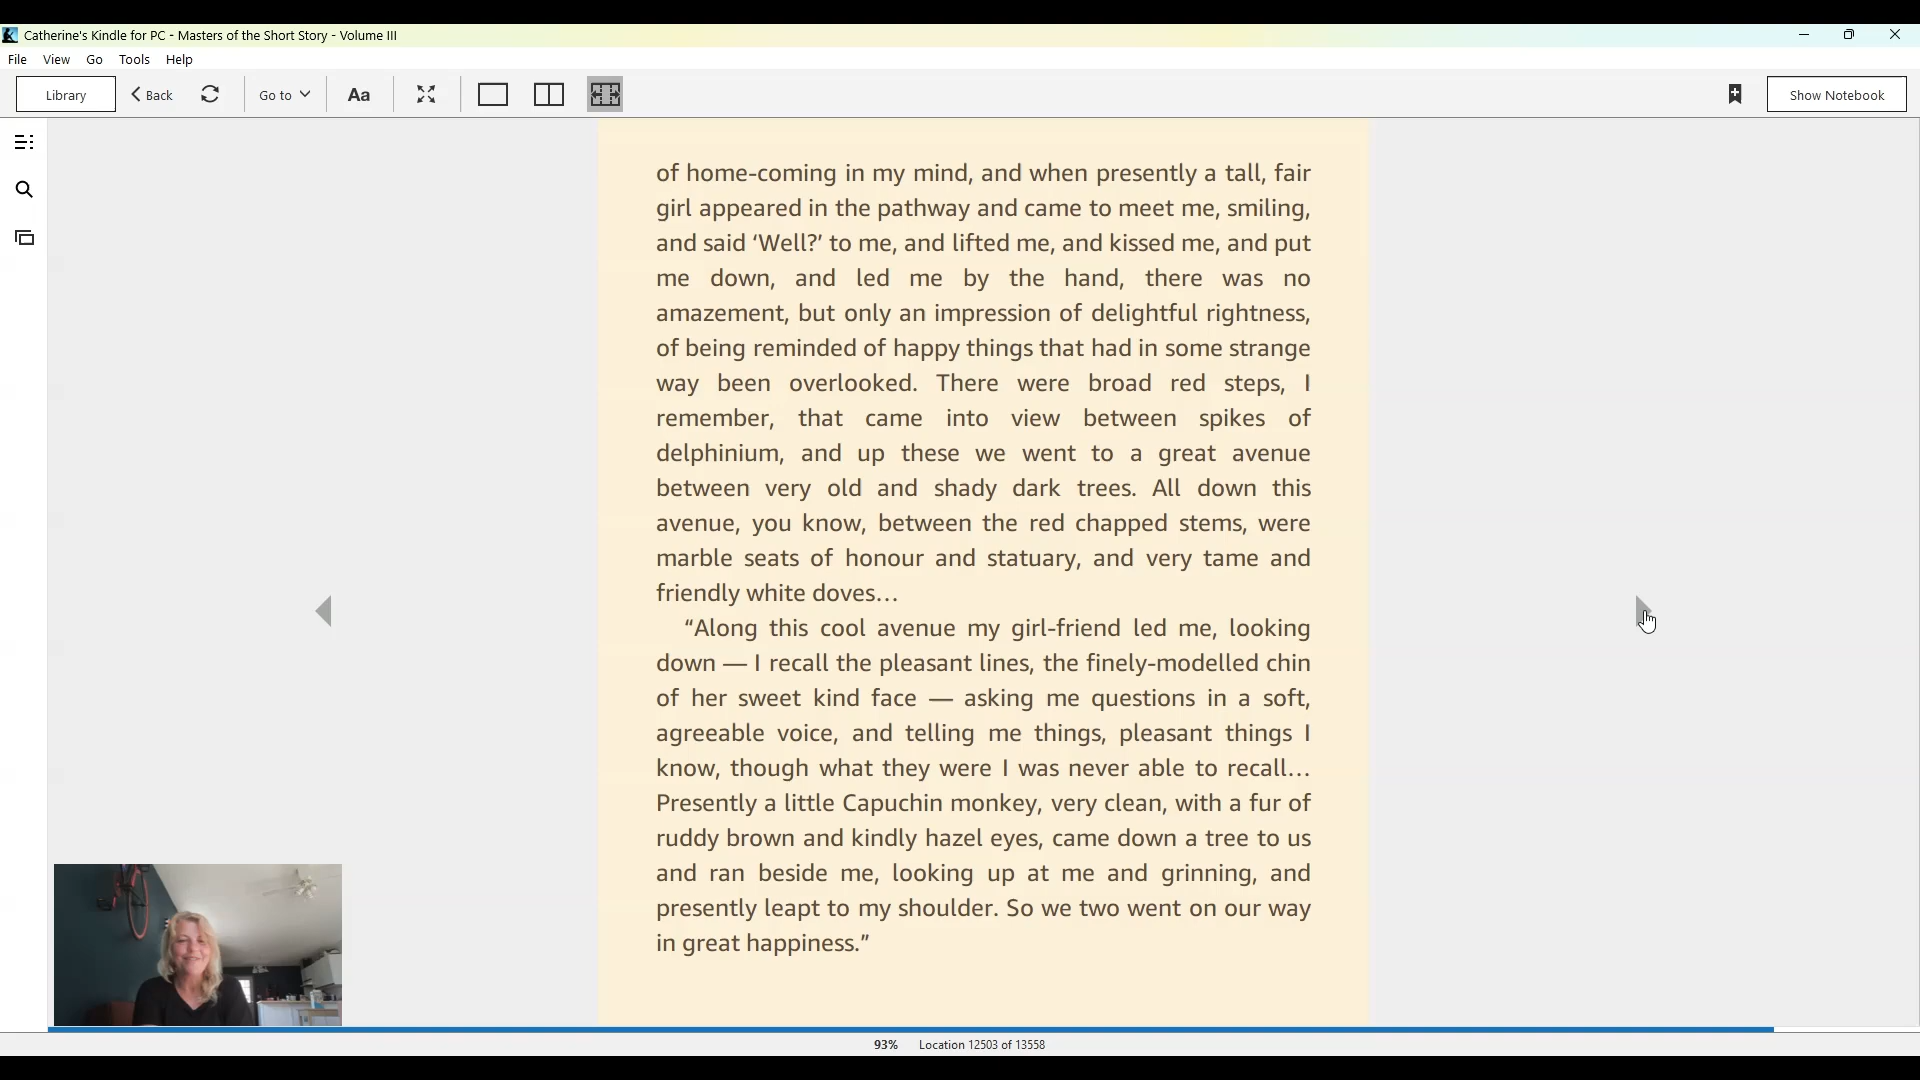 Catherine's Kindle for PC - Masters of the Short Story - Volume III
File View Go Tools Help
Library Back Go to Aa Show Notebook
of home-coming in my mind, and when presently a tall, fair
girl appeared in the pathway and came to meet me, smiling,
and said ‘Well?’ to me, and lifted me, and kissed me, and put
me down, and led me by the hand, there was no
amazement, but only an impression of delightful rightness,
of being reminded of happy things that had in some strange
way been overlooked. There were broad red steps, I
remember, that came into view between spikes of
delphinium, and up these we went to a great avenue
between very old and shady dark trees. All down this
avenue, you know, between the red chapped stems, were
marble seats of honour and statuary, and very tame and
friendly white doves…
“Along this cool avenue my girl-friend led me, looking
down — I recall the pleasant lines, the finely-modelled chin
of her sweet kind face — asking me questions in a soft,
agreeable voice, and telling me things, pleasant things I
know, though what they were I was never able to recall…
Presently a little Capuchin monkey, very clean, with a fur of
ruddy brown and kindly hazel eyes, came down a tree to us
and ran beside me, looking up at me and grinning, and
presently leapt to my shoulder. So we two went on our way
in great happiness.”
93% Location 12503 of 13558